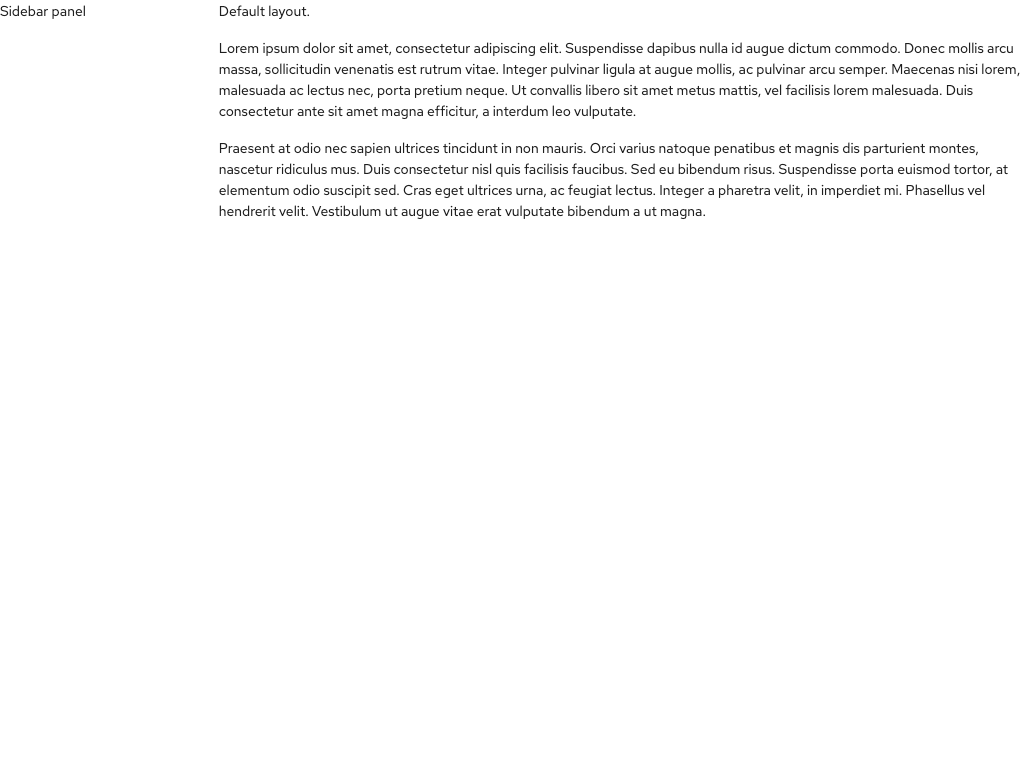 Sidebar panel
Default layout.
Lorem ipsum dolor sit amet, consectetur adipiscing elit. Suspendisse dapibus nulla id augue dictum commodo. Donec mollis arcu
massa, sollicitudin venenatis est rutrum vitae. Integer pulvinar ligula at augue mollis, ac pulvinar arcu semper. Maecenas nisi lorem,
malesuada ac lectus nec, porta pretium neque. Ut convallis libero sit amet metus mattis, vel facilisis lorem malesuada. Duis
consectetur ante sit amet magna efficitur, a interdum leo vulputate.
Praesent at odio nec sapien ultrices tincidunt in non mauris. Orci varius natoque penatibus et magnis dis parturient montes,
nascetur ridiculus mus. Duis consectetur nisl quis facilisis faucibus. Sed eu bibendum risus. Suspendisse porta euismod tortor, at
elementum odio suscipit sed. Cras eget ultrices urna, ac feugiat lectus. Integer a pharetra velit, in imperdiet mi. Phasellus vel
hendrerit velit. Vestibulum ut augue vitae erat vulputate bibendum a ut magna.